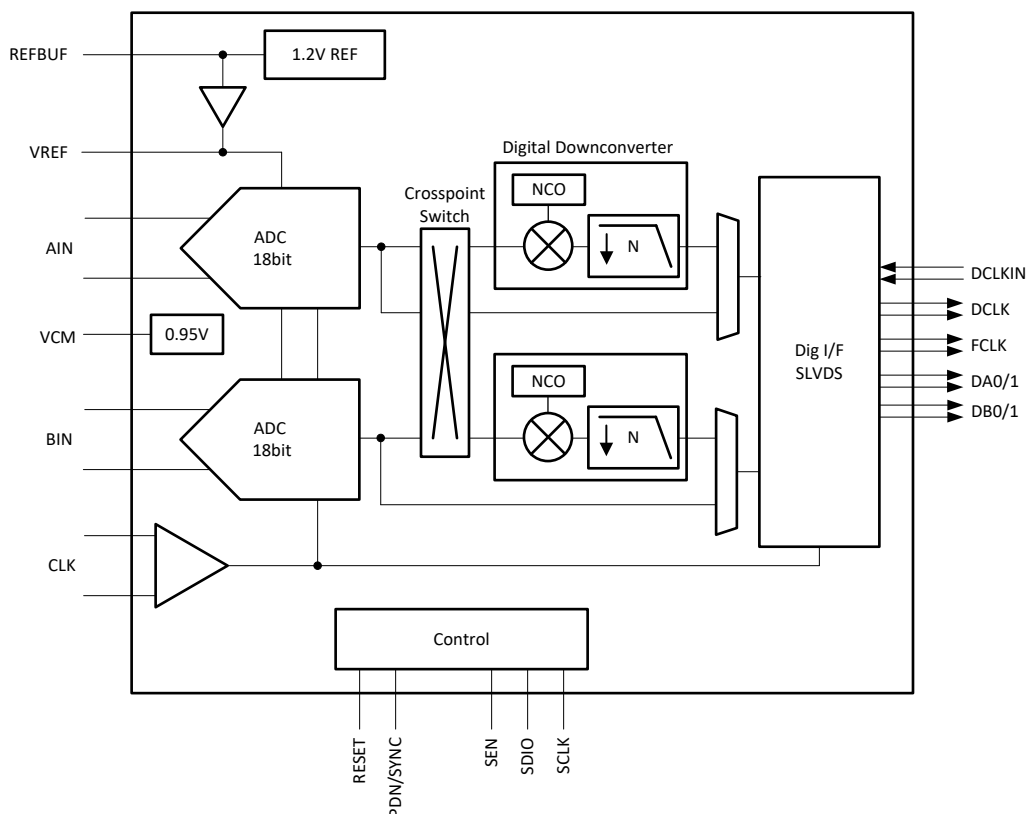 REFBUF
1.2V REF
VREF
Digital Downconverter
Crosspoint
Switch
NCO
ADC
18bit
N
AIN
DCLKIN
DCLK
VCM
0.95V
FCLK
Dig I/F
SLVDS
DA0/1
NCO
DB0/1
ADC
18bit
N
BIN
CLK
Control
RESET
PDN/SYNC
SEN
SDIO
SCLK